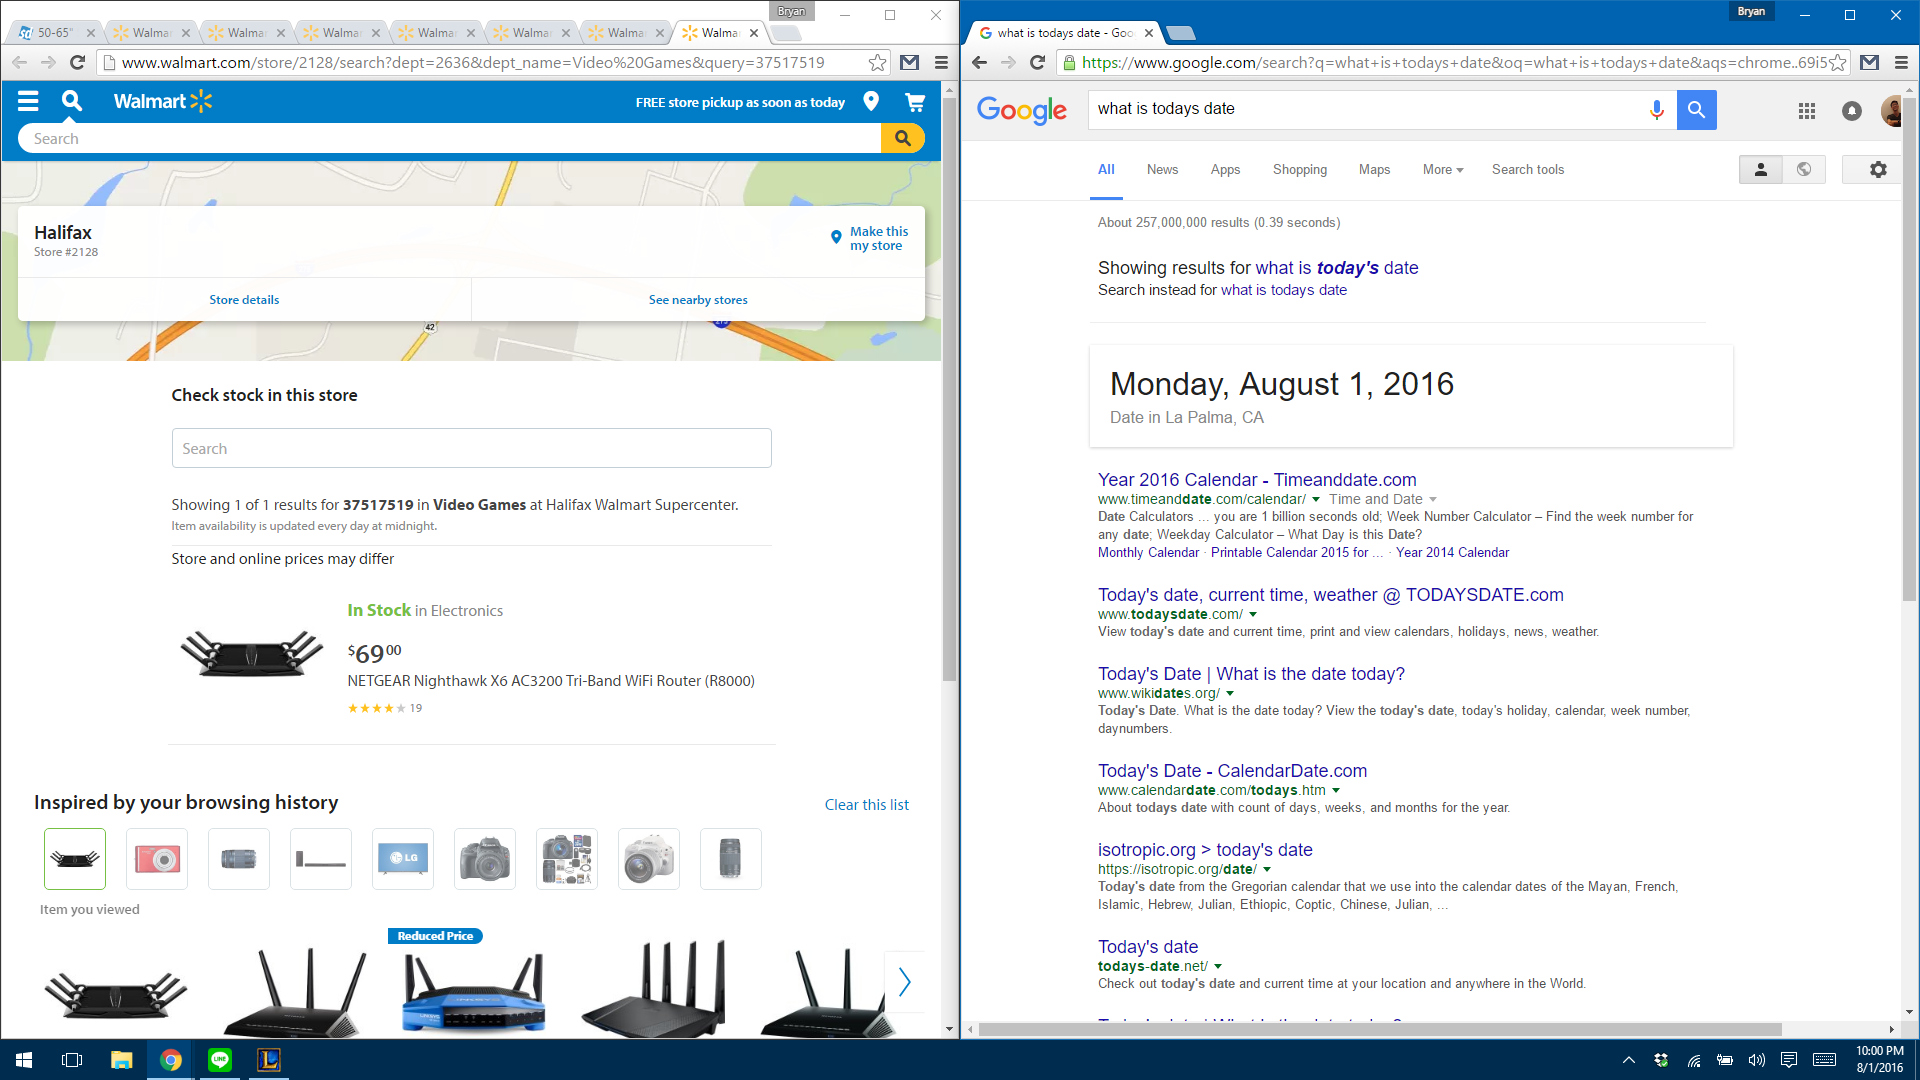 Bryan
50-65"
Walmar
Walmar
Walmar
Walmar
Walmar
Walmar
Walmar
www.walmart.com/store/2128/search?dept=2636&dept_name=Video%20Games&query=37517519
Walmart
FREE store pickup as soon as today
Search
Halifax
Store #2128
Make this
my store
Store details
See nearby stores
42
Check stock in this store
Search
Showing 1 of 1 results for 37517519 in Video Games at Halifax Walmart Supercenter.
Item availability is updated every day at midnight.
Store and online prices may differ
In Stock in Electronics
$69 00
NETGEAR Nighthawk X6 AC3200 Tri-Band WiFi Router (R8000)
19
Inspired by your browsing history
Clear this list
LG
Item you viewed
Reduced Price
Bryan
what is todays date - Goo
https://www.google.com/search?q=what+is+todays+date&oq=what+is+todays+date&aqs=chrome..69i5
Google
what is todays date
All
News
Apps
Shopping
Maps
More
Search tools
About 257,000,000 results (0.39 seconds)
Showing results for what is today's date
Search instead for what is todays date
Monday, August 1, 2016
Date in La Palma, CA
Year 2016 Calendar - Timeanddate.com
www.timeanddate.com/calendar/ Time and Date
Date Calculators ... you are 1 billion seconds old; Week Number Calculator – Find the week number for
any date; Weekday Calculator – What Day is this Date?
Monthly Calendar · Printable Calendar 2015 for ... · Year 2014 Calendar
Today's date, current time, weather @ TODAYSDATE.com
www.todaysdate.com/
View today's date and current time, print and view calendars, holidays, news, weather.
Today's Date | What is the date today?
www.wikidates.org/
Today's Date. What is the date today? View the today's date, today's holiday, calendar, week number,
daynumbers.
Today's Date - CalendarDate.com
www.calendardate.com/todays.htm
About todays date with count of days, weeks, and months for the year.
isotropic.org > today's date
https://isotropic.org/date/
Today's date from the Gregorian calendar that we use into the calendar dates of the Mayan, French,
Islamic, Hebrew, Julian, Ethiopic, Coptic, Chinese, Julian, ...
Today's date
todays-date.net/
Check out today's date and current time at your location and anywhere in the World.
LINE
10:00 PM
8/1/2016